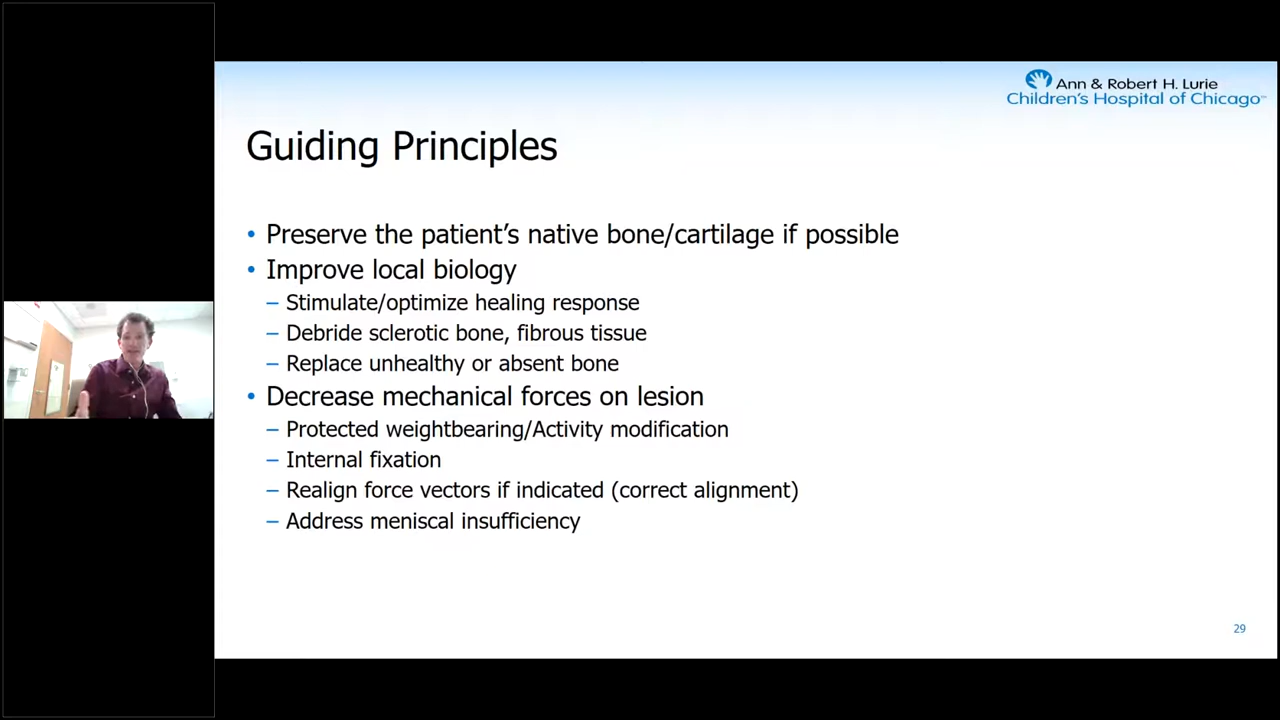 Ann & Robert H. Lurie
Children's Hospital of Chicago
Guiding Principles
• Preserve the patient's native bone/cartilage if possible
• Improve local biology
– Stimulate/optimize healing response
– Debride sclerotic bone, fibrous tissue
– Replace unhealthy or absent bone
• Decrease mechanical forces on lesion
– Protected weightbearing/Activity modification
– Internal fixation
– Realign force vectors if indicated (correct alignment)
– Address meniscal insufficiency
29